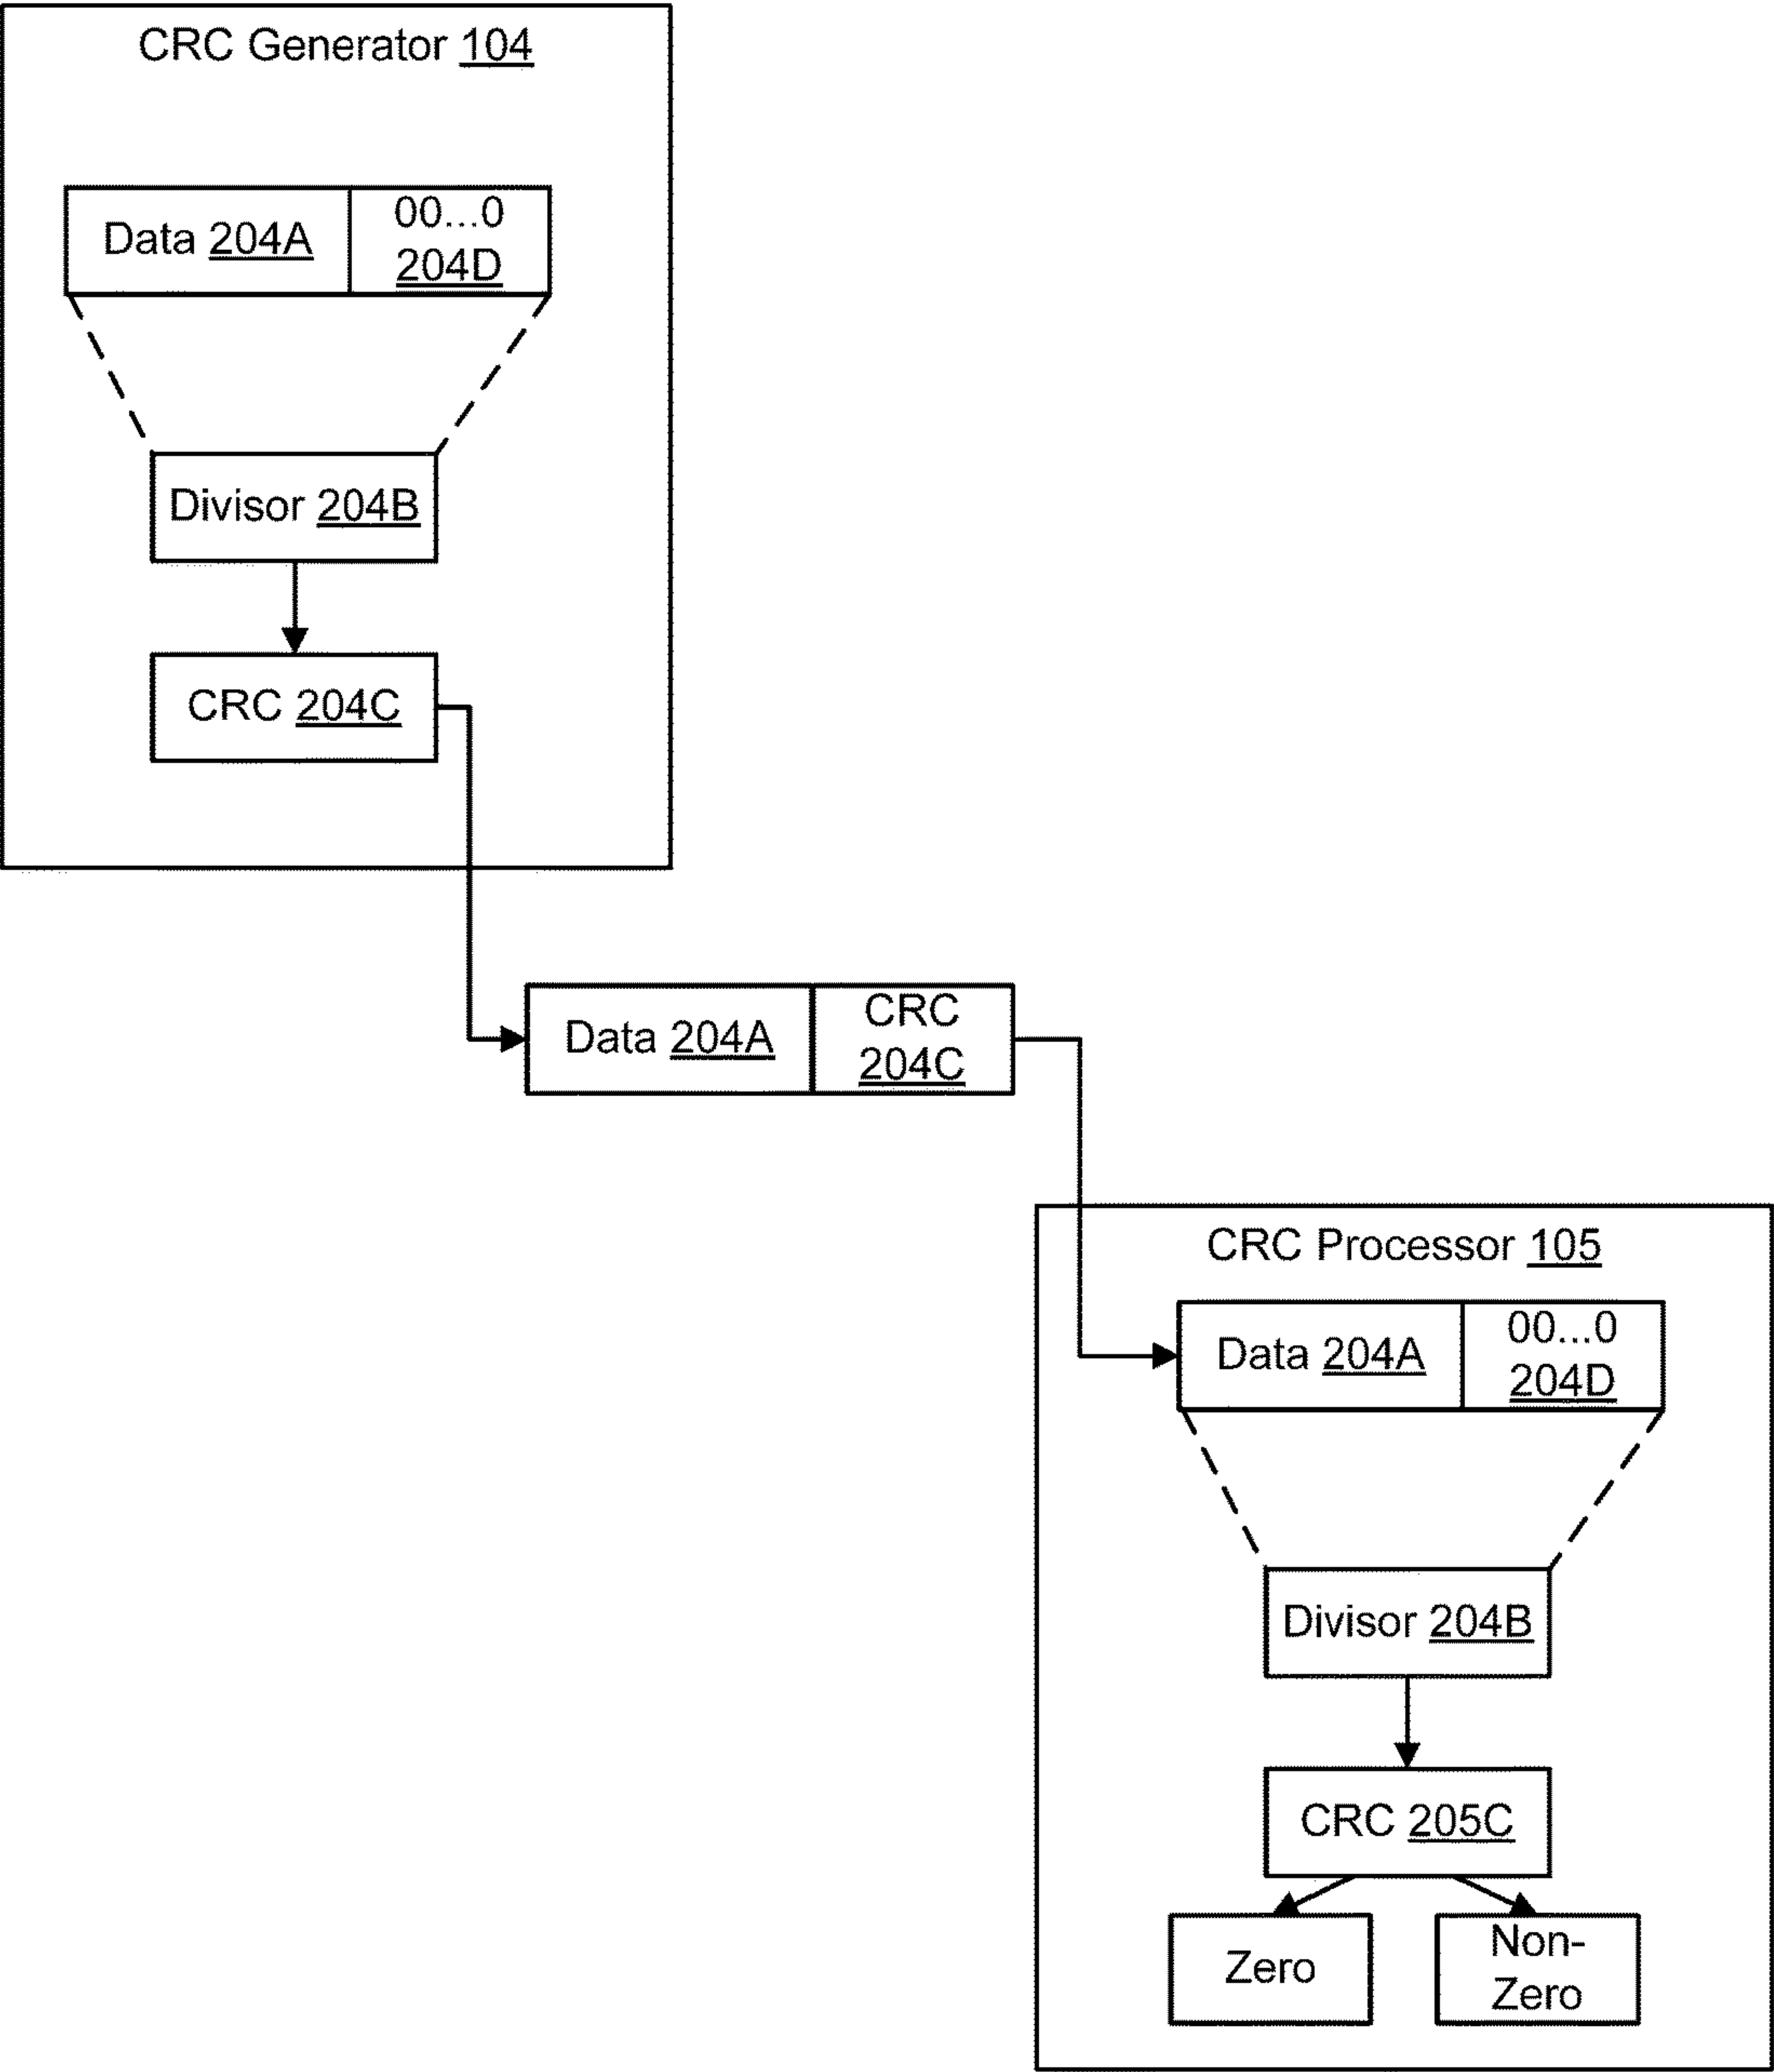 CRC Generator 104
Data 204A
00...0
204D
Divisor 204B
CRC 204C
Data 204A
CRC
204C
CRC Processor 105
Data 204A
00...0
204D
Divisor 204B
CRC 205C
Zero
Non-
Zero